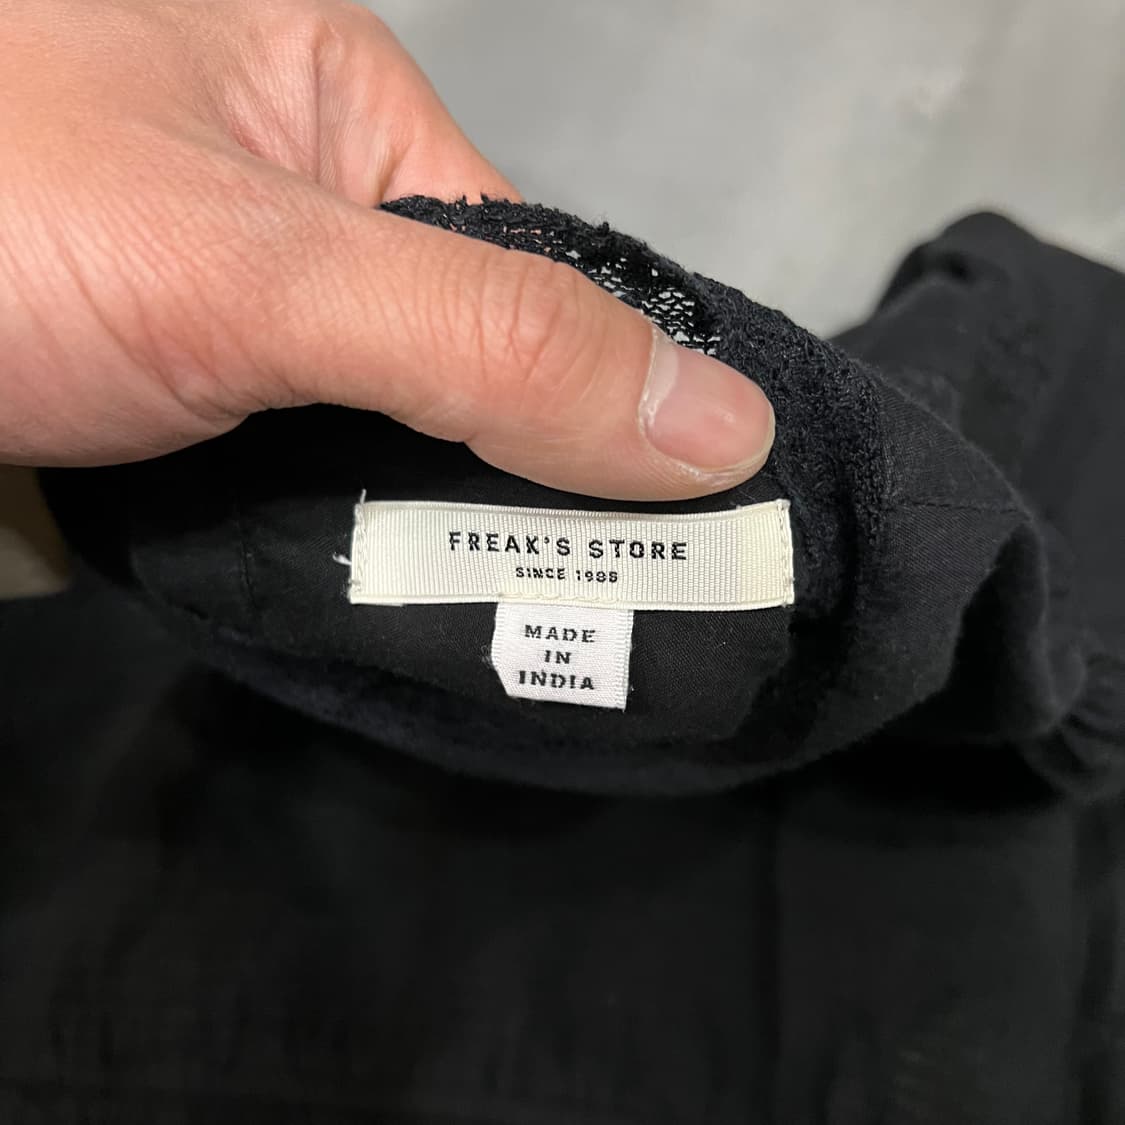 FREAK'S STORE
SINCE 1986
MADE
IN
INDIA